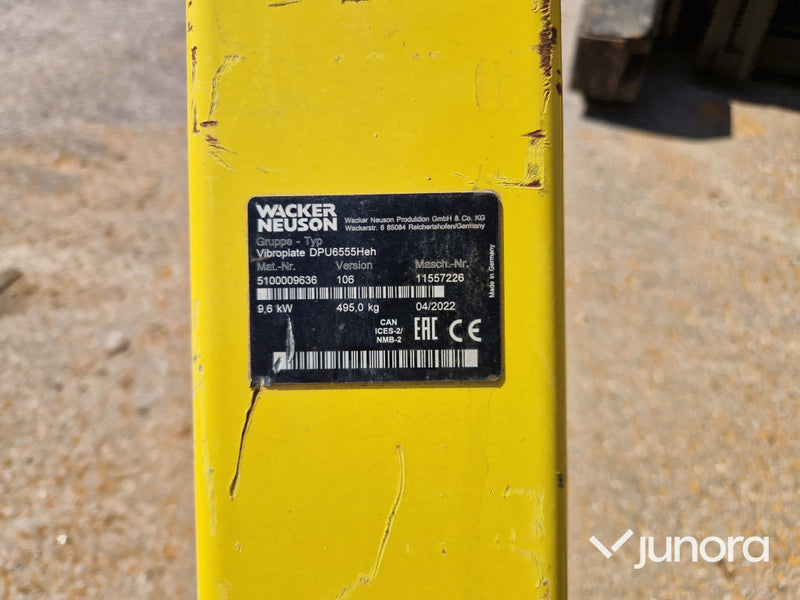 WACKER
NEUSON
Wacker Neuson Produktion GmbH & Co. KG
Wackerstr. 6 85084 Reichertshofen/Germany
Gruppe - Typ
Vibroplate DPU6555Heh
Mat.-Nr. Version Masch.-Nr.
5100009636 106 11557226
9,6 kW 495,0 kg 04/2022
CAN
ICES-2/
NMB-2
EAC CE
Made in Germany
junora